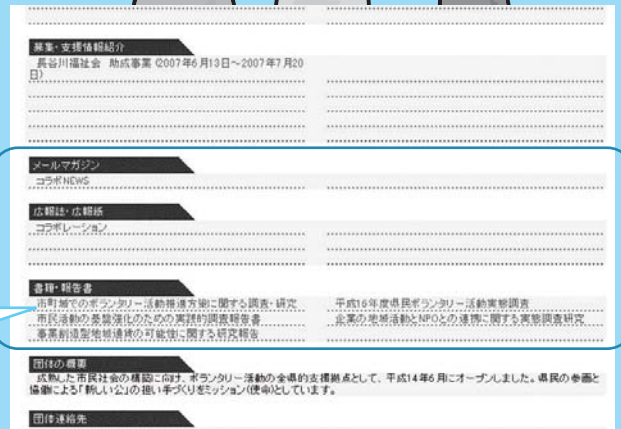 募集・支援情報紹介
長谷川福祉会 助成事業(2007年6月13日～2007年7月20
日)
メールマガジン
コラボNEWS
広報誌・広報紙
コラボレーション
書籍・報告書
市町域でのボランタリー活動推進方策に関する調査・研究 平成16年度県民ボランタリー活動実態調査
市民活動の基盤強化のための実践的調査報告書 企業の地域活動とNPOとの連携に関する実態調査研究
事業創造型地域通貨の可能性に関する研究報告
団体の概要
成熟した市民社会の構築に向け、ボランタリー活動の全県的支援拠点として、平成14年6月にオープンしました。県民の参画と
協働による「新しい公」の担い手づくりをミッション(使命)としています。
団体連絡先